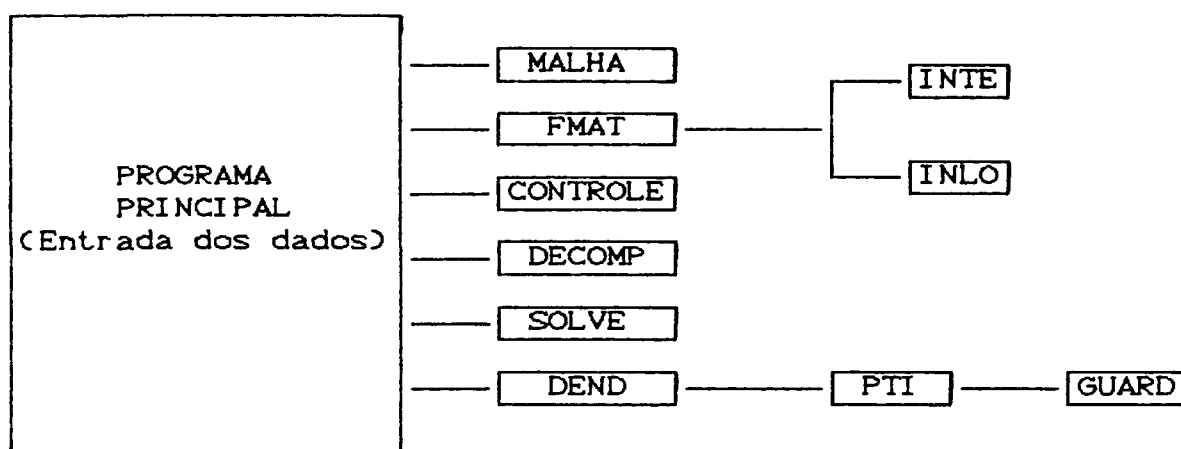 PROGRAMA
PRINCIPAL
(Entrada dos dados)
MALHA
FMAT
CONTROLE
DECOMP
SOLVE
DEND
INTE
INLO
PTI
GUARD